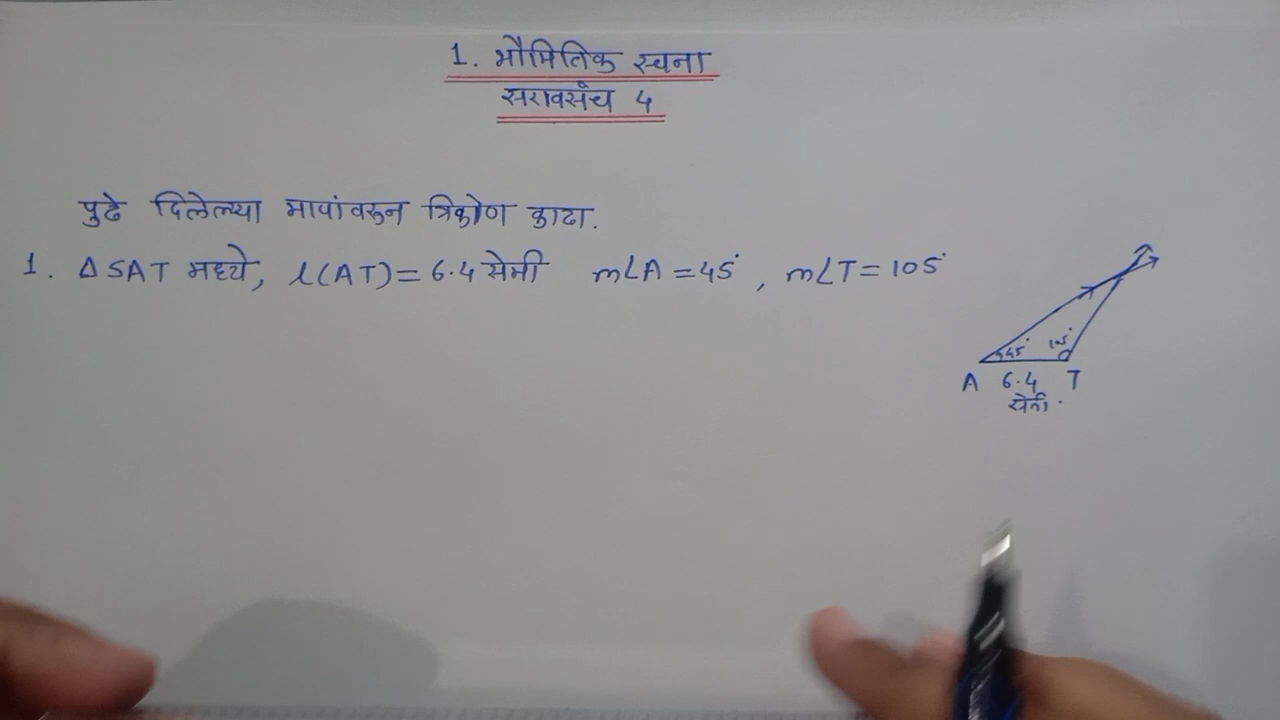 1. भौमितिक रचना
सरावसंच 4
पुढे दिलेल्या मापांवरून त्रिकोण काढा.
1. ΔSAT मध्ये, l(AT)=6.4 सेमी m∠A=45°, m∠T=105°
45° 105°
A 6.4 T
सेमी.